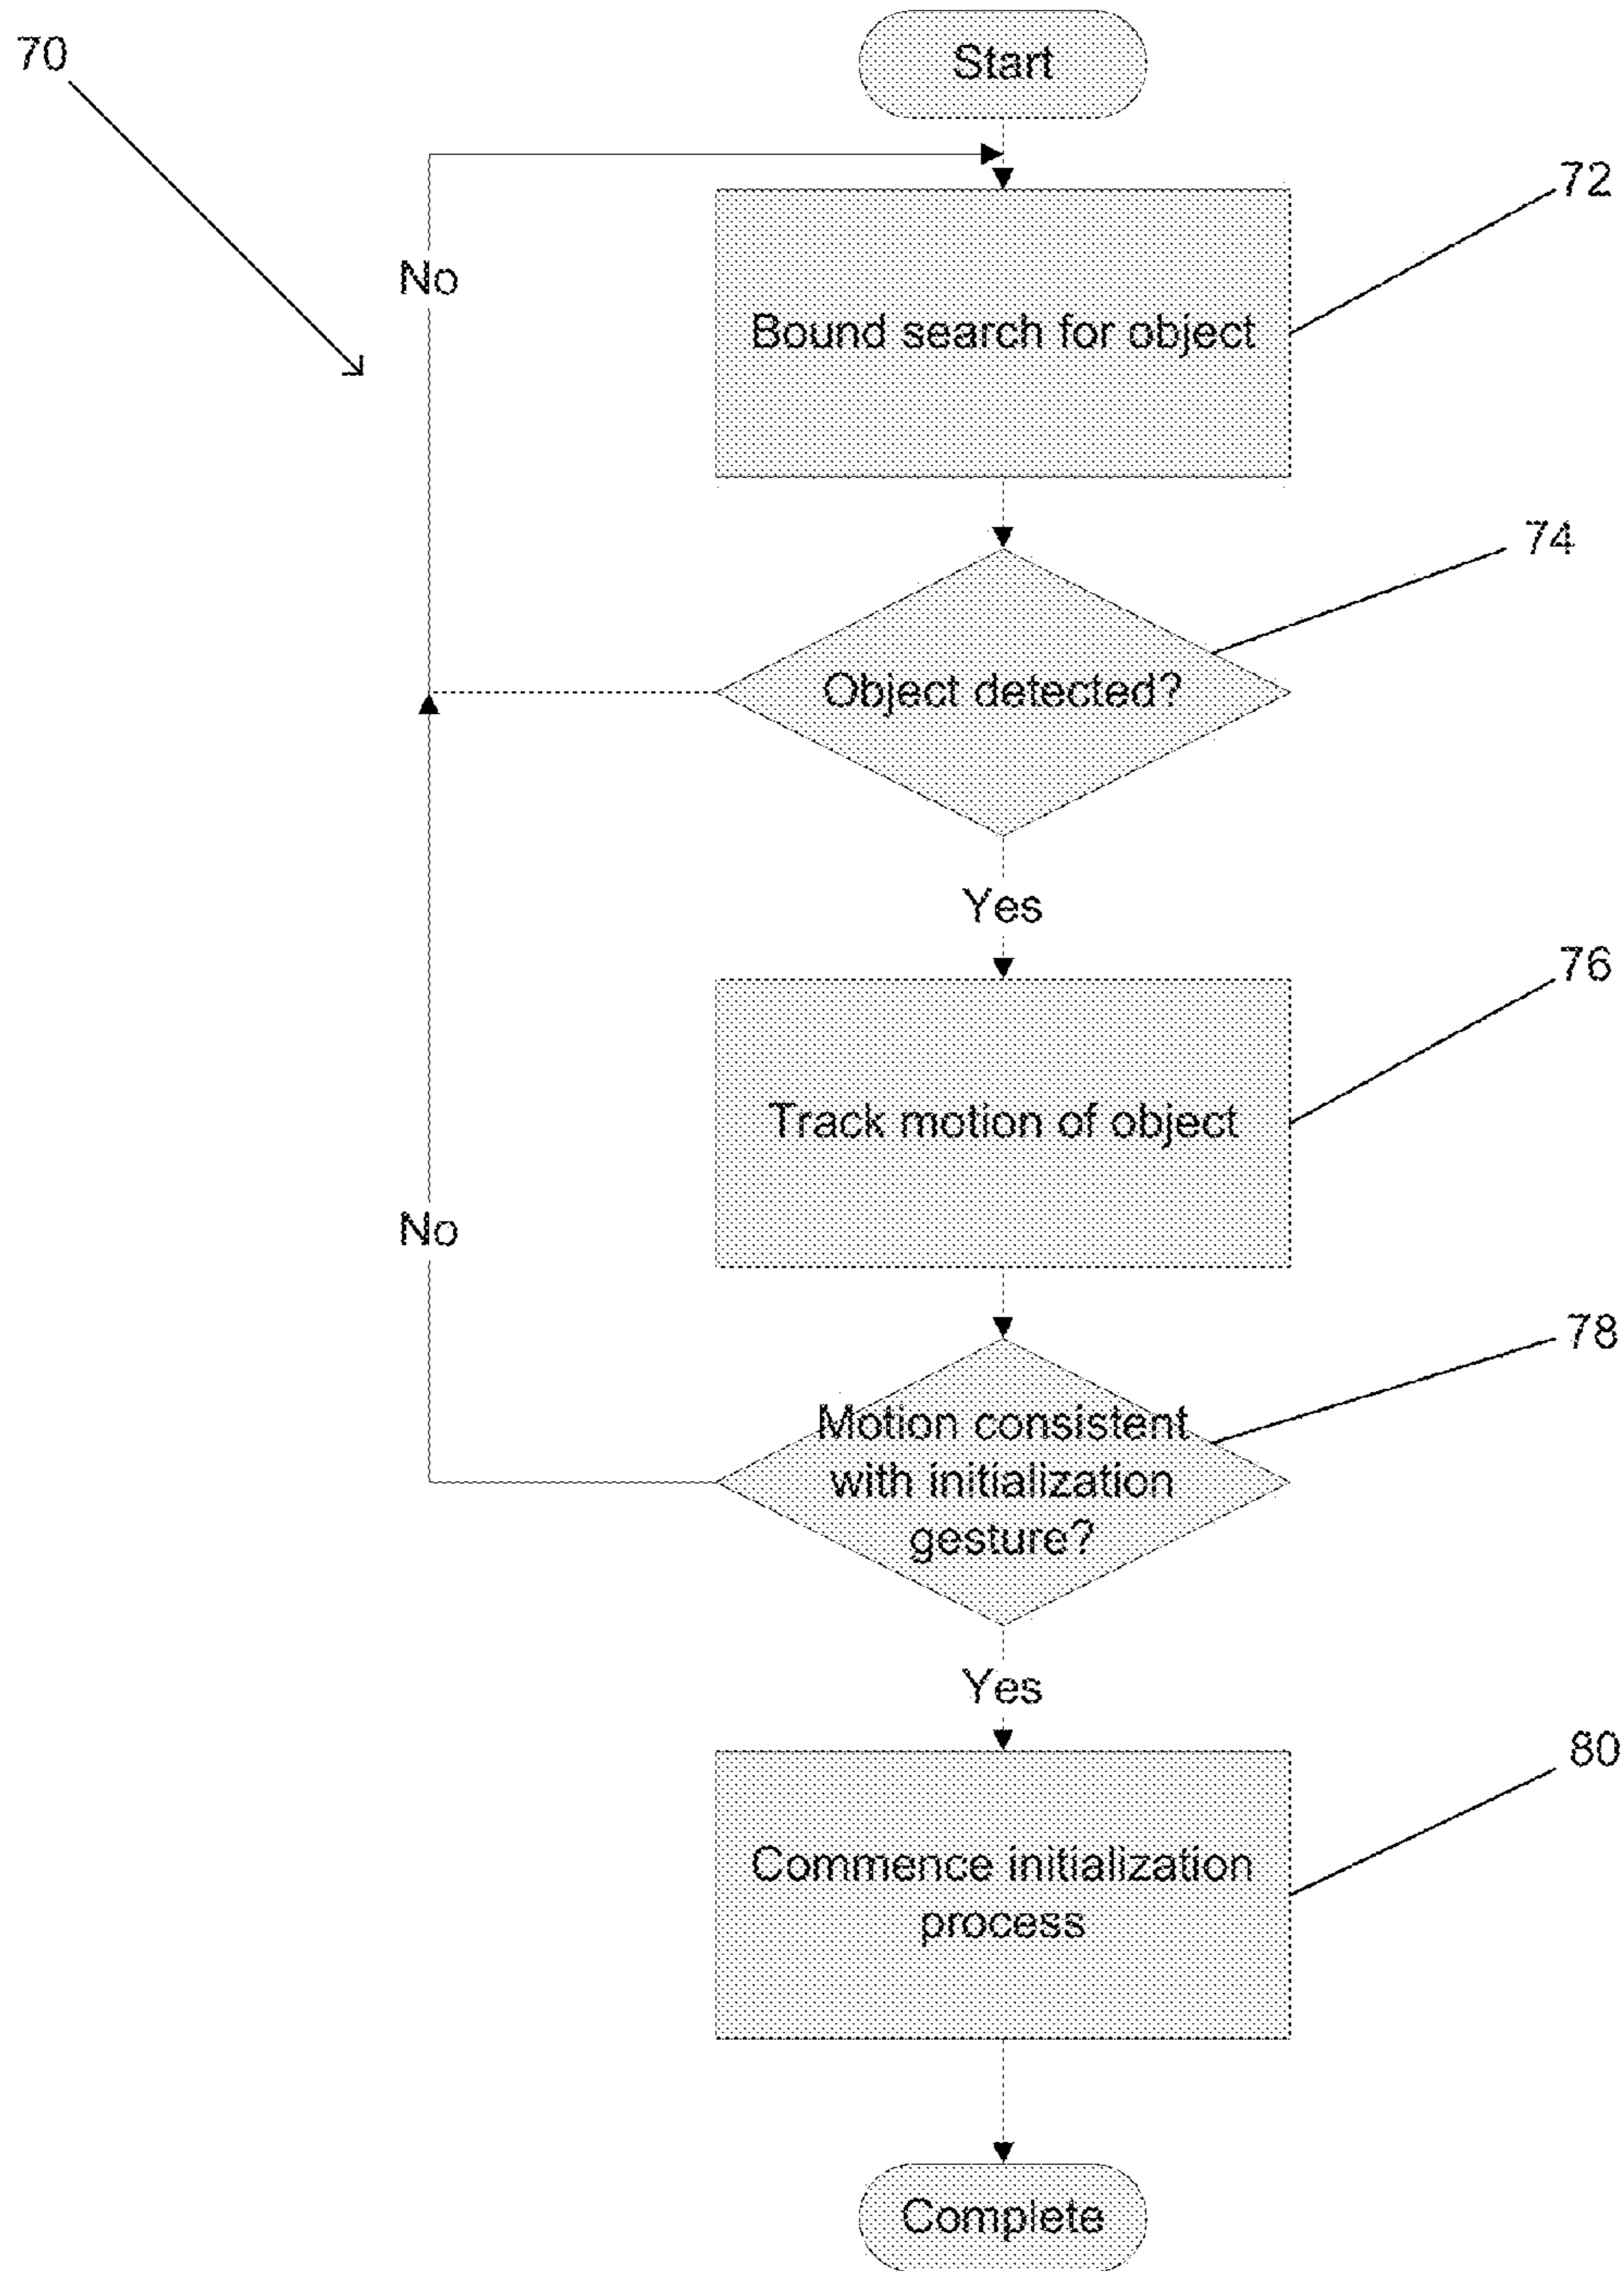 70
Start
72
No
Bound search for object
74
Object detected?
Yes
76
Track motion of object
No
78
Motion consistent
with initialization
gesture?
Yes
80
Commence initialization
process
Complete